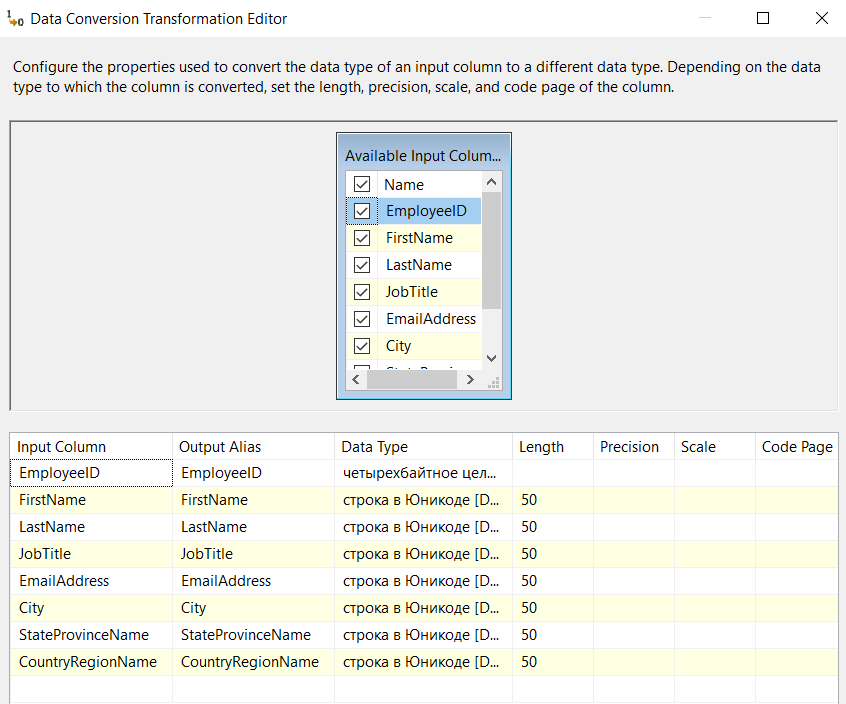 Data Conversion Transformation Editor
Configure the properties used to convert the data type of an input column to a different data type. Depending on the data
type to which the column is converted, set the length, precision, scale, and code page of the column.
Available Input Colum...
Name
EmployeeID
FirstName
LastName
JobTitle
EmailAddress
City
Input Column Output Alias Data Type Length Precision Scale Code Page
EmployeeID EmployeeID четырехбайтное цел...
FirstName FirstName строка в Юникоде [D... 50
LastName LastName строка в Юникоде [D... 50
JobTitle JobTitle строка в Юникоде [D... 50
EmailAddress EmailAddress строка в Юникоде [D... 50
City City строка в Юникоде [D... 50
StateProvinceName StateProvinceName строка в Юникоде [D... 50
CountryRegionName CountryRegionName строка в Юникоде [D... 50